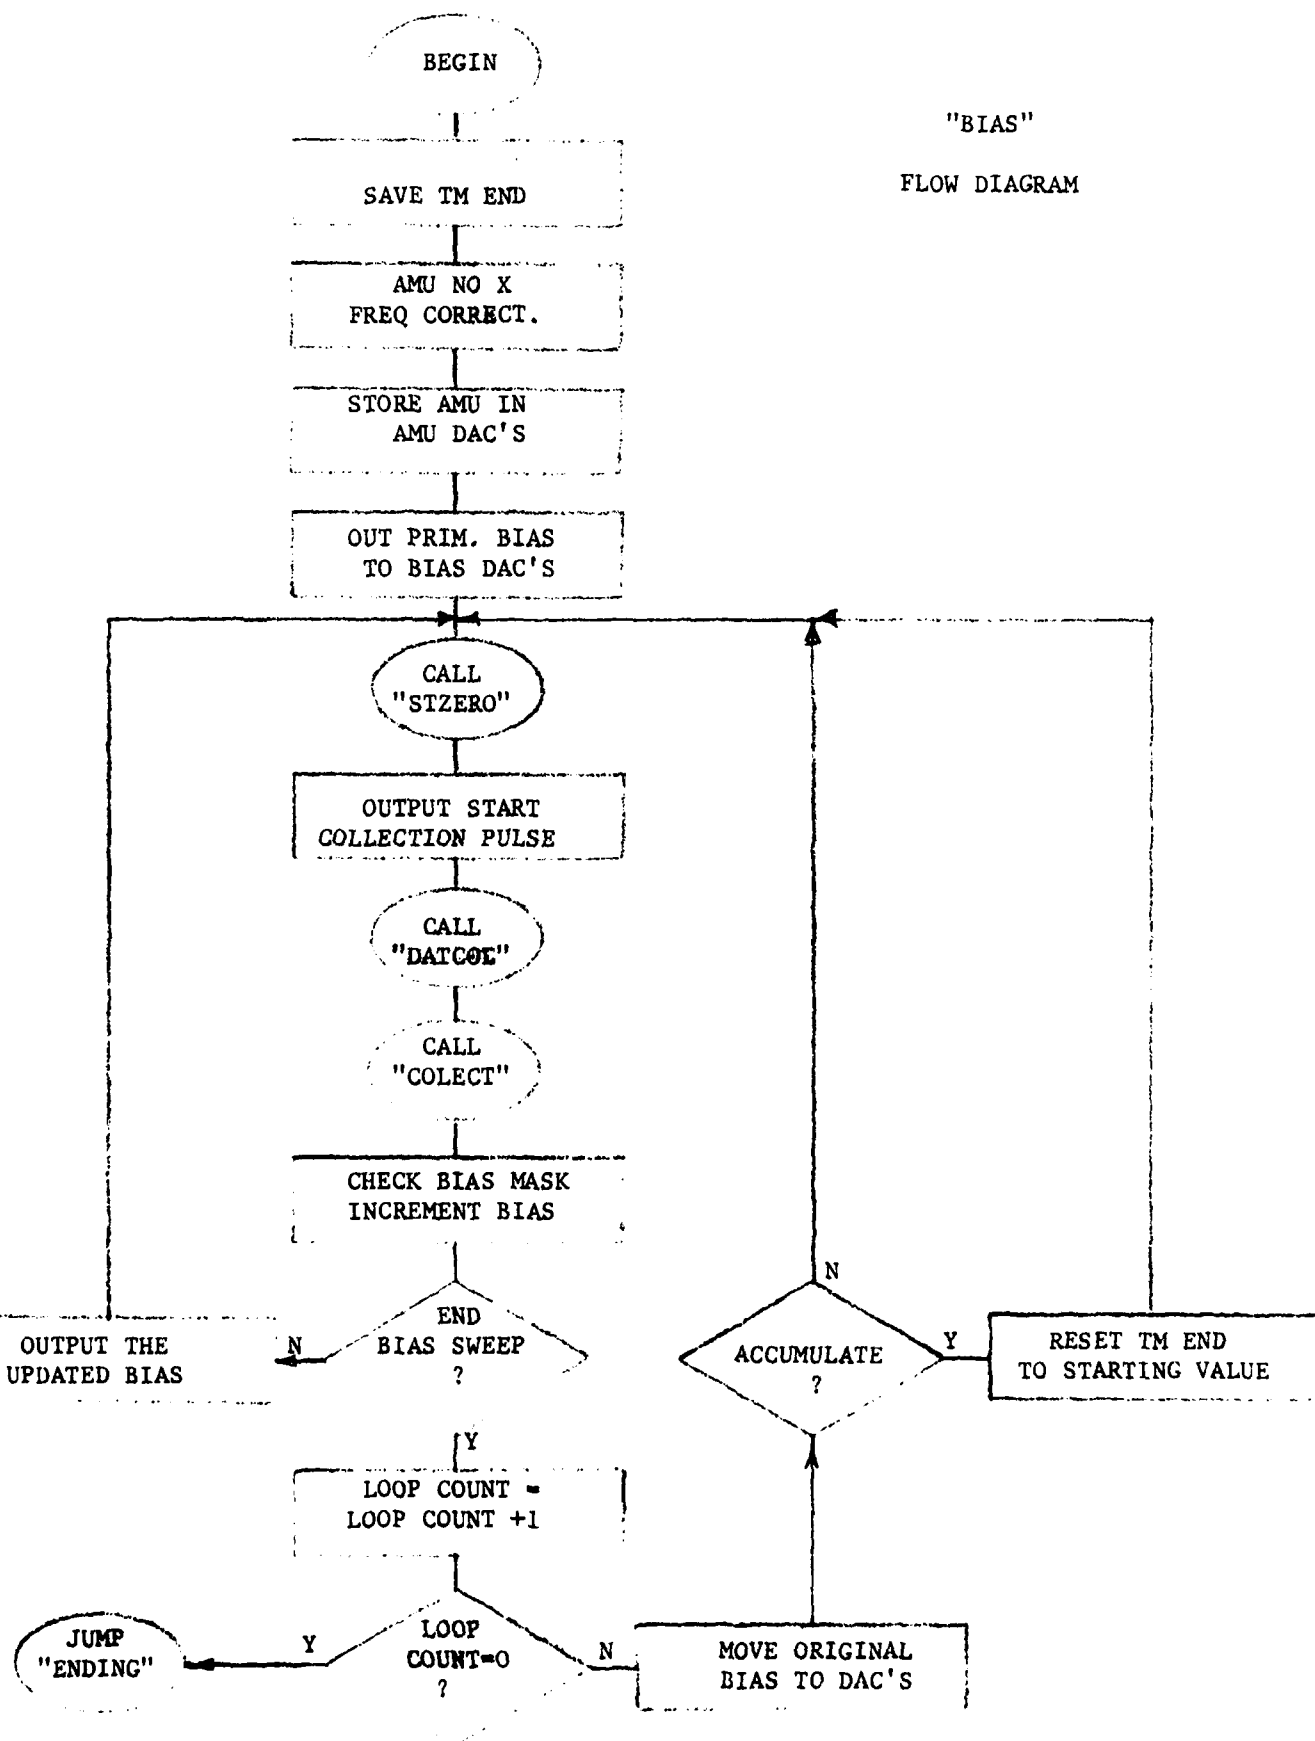 BEGIN
"BIAS"
FLOW DIAGRAM
SAVE TM END
AMU NO X
FREQ CORRECT.
STORE AMU IN
AMU DAC'S
OUT PRIM. BIAS
TO BIAS DAC'S
CALL
"STZERO"
OUTPUT START
COLLECTION PULSE
CALL
"DATCOL"
CALL
"COLECT"
CHECK BIAS MASK
INCREMENT BIAS
END
BIAS SWEEP
?
N
OUTPUT THE
UPDATED BIAS
Y
LOOP COUNT =
LOOP COUNT +1
LOOP
COUNT=0
?
Y
JUMP
"ENDING"
N
MOVE ORIGINAL
BIAS TO DAC'S
ACCUMULATE
?
N
Y
RESET TM END
TO STARTING VALUE